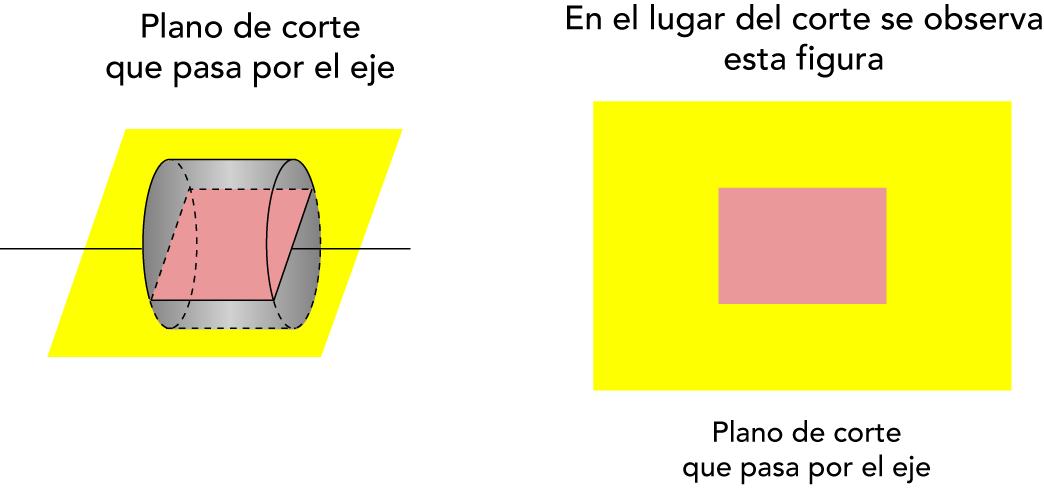 Plano de corte
que pasa por el eje
En el lugar del corte se observa
esta figura
Plano de corte
que pasa por el eje